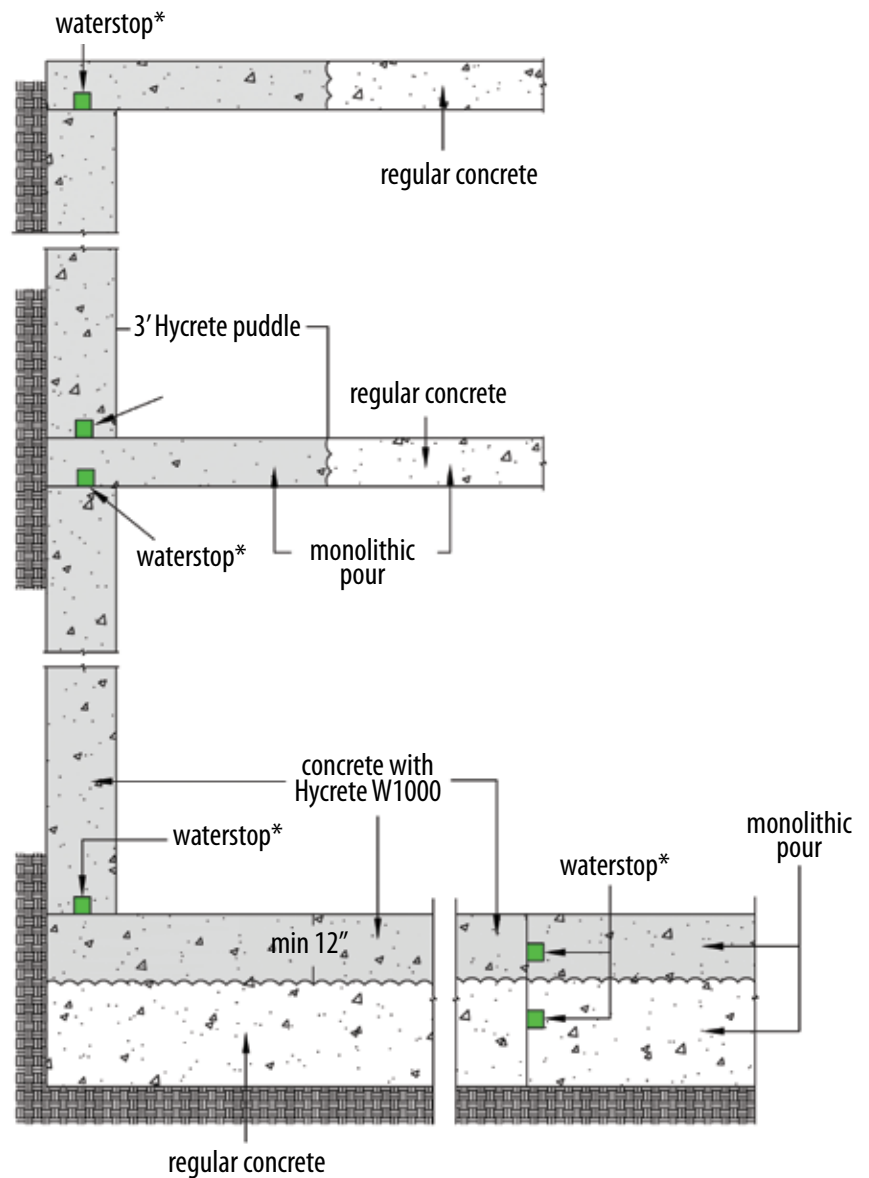 waterstop*
regular concrete
3’ Hycrete puddle
regular concrete
waterstop*
monolithic
pour
concrete with
Hycrete W1000
waterstop*
monolithic
pour
waterstop*
min 12”
regular concrete